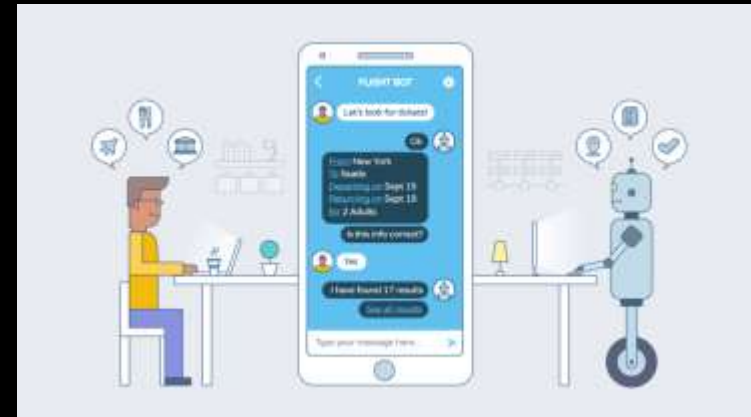 FLIGHT BOT
Let's look for tickets!
Ok
From New York
To Seattle
Departing on Sept 15
Returning on Sept 18
for 2 Adults
Is this info correct?
Yes
I have found 17 results
See all results
Type your message here...